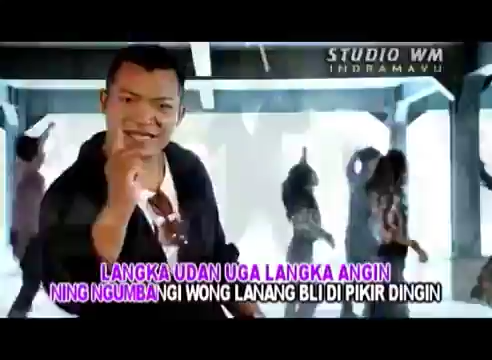 STUDIO WM
INDRAMAYU
LANGKA UDAN UGA LANGKA ANGIN
NING NGUMBANGI WONG LANANG BLI DI PIKIR DINGIN